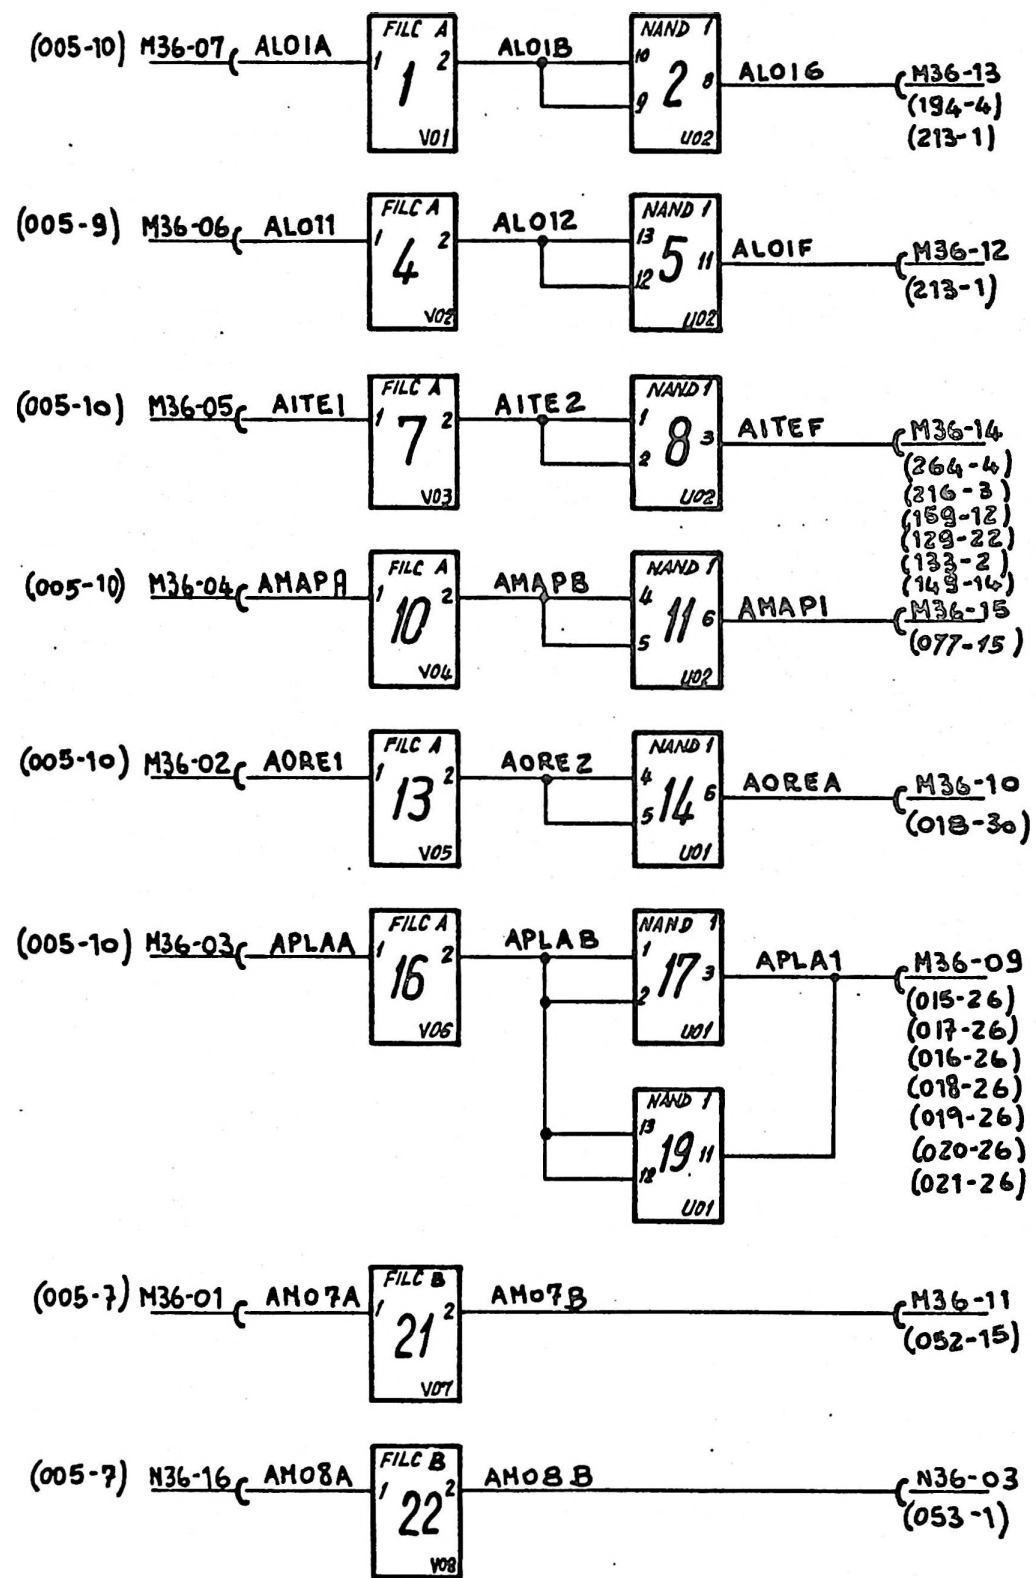 (005-10) M36-07 ALO1A FILC A 1 2 1 V01 ALO1B NAND 1 10 9 2 8 U02 ALO1G M36-13
(194-4)
(213-1)
(005-9) M36-06 ALO11 FILC A 1 2 4 V02 ALO12 NAND 1 13 12 5 11 U02 ALO1F M36-12
(213-1)
(005-10) M36-05 AITE1 FILC A 1 2 7 V03 AITE2 NAND 1 1 2 8 3 U02 AITEF M36-14
(264-4)
(216-3)
(159-12)
(129-22)
(133-2)
(149-14)
(005-10) M36-04 AMAPA FILC A 1 2 10 V04 AMAPB NAND 1 4 5 11 6 U02 AMAP1 M36-15
(077-15)
(005-10) M36-02 AORE1 FILC A 1 2 13 V05 AORE2 NAND 1 4 5 14 6 U01 AOREA M36-10
(018-30)
(005-10) M36-03 APLAA FILC A 1 2 16 V06 APLAB NAND 1 1 2 17 3 U01 APLA1 M36-09
(015-26)
(017-26)
(016-26)
(018-26)
(019-26)
(020-26)
(021-26)
NAND 1 13 12 19 11 U01
(005-7) M36-01 AM07A FILC B 1 2 21 V07 AM07B M36-11
(052-15)
(005-7) N36-16 AM08A FILC B 1 2 22 V08 AM08B N36-03
(053-1)